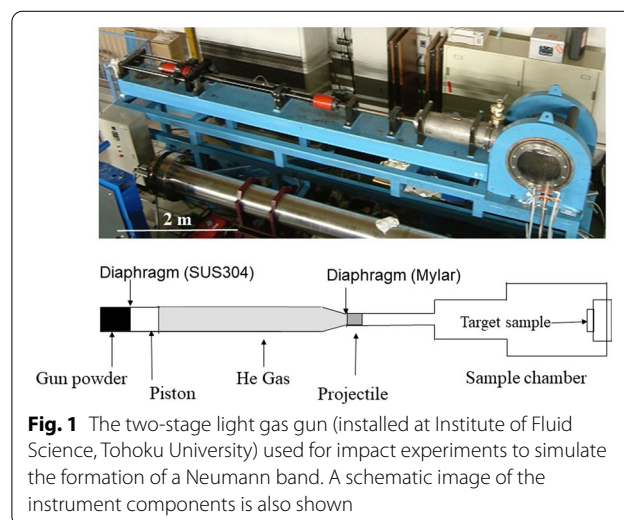 2 m
Diaphragm (SUS304)
Diaphragm (Mylar)
Target sample
Gun powder
Piston
He Gas
Projectile
Sample chamber
Fig. 1 The two-stage light gas gun (installed at Institute of Fluid
Science, Tohoku University) used for impact experiments to simulate
the formation of a Neumann band. A schematic image of the
instrument components is also shown